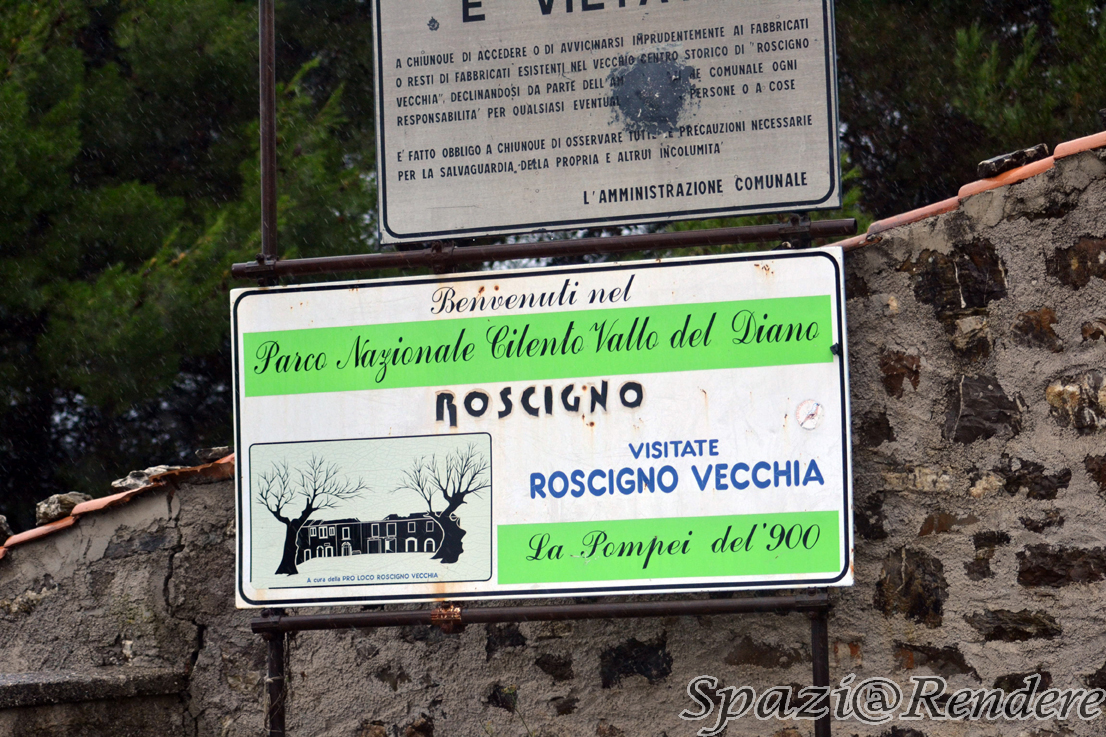 È VIETA
A CHIUNQUE DI ACCEDERE O DI AVVICINARSI IMPRUDENTEMENTE AI FABBRICATI
O RESTI DI FABBRICATI ESISTENTI NEL VECCHIO CENTRO STORICO DI "ROSCIGNO
VECCHIA", DECLINANDOSI DA PARTE DELL' COMUNALE OGNI
RESPONSABILITA' PER QUALSIASI PERSONE O A COSE
E' FATTO OBBLIGO A CHIUNQUE DI OSSERVARE TUTTE LE PRECAUZIONI NECESSARIE
PER LA SALVAGUARDIA, DELLA PROPRIA E ALTRUI INCOLUMITA'
L'AMMINISTRAZIONE COMUNALE
Benvenuti nel
Parco Nazionale Cilento Vallo del Diano
ROSCIGNO
VISITATE
ROSCIGNO VECCHIA
La Pompei del '900
A cura della PRO LOCO ROSCIGNO VECCHIA
Spazi@Rendere